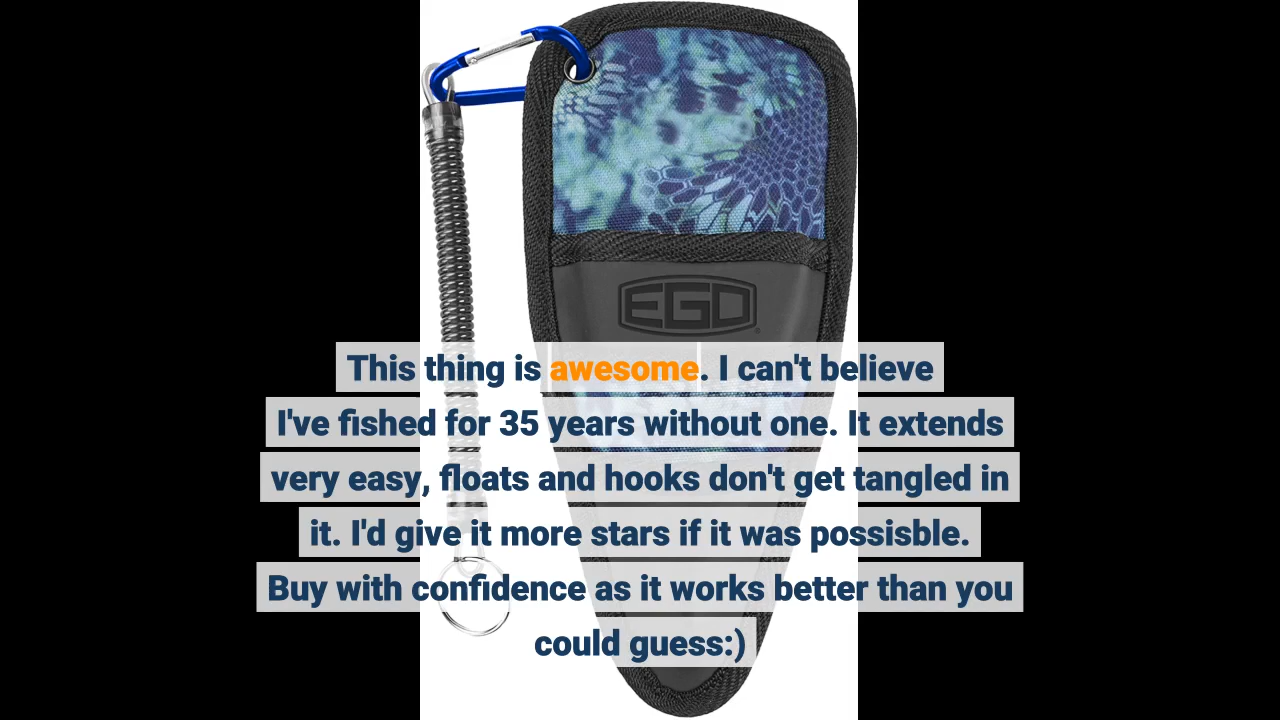 EGO
This thing is awesome. I can't believe
I've fished for 35 years without one. It extends
very easy, floats and hooks don't get tangled in
it. I'd give it more stars if it was possisble.
Buy with confidence as it works better than you
could guess:)